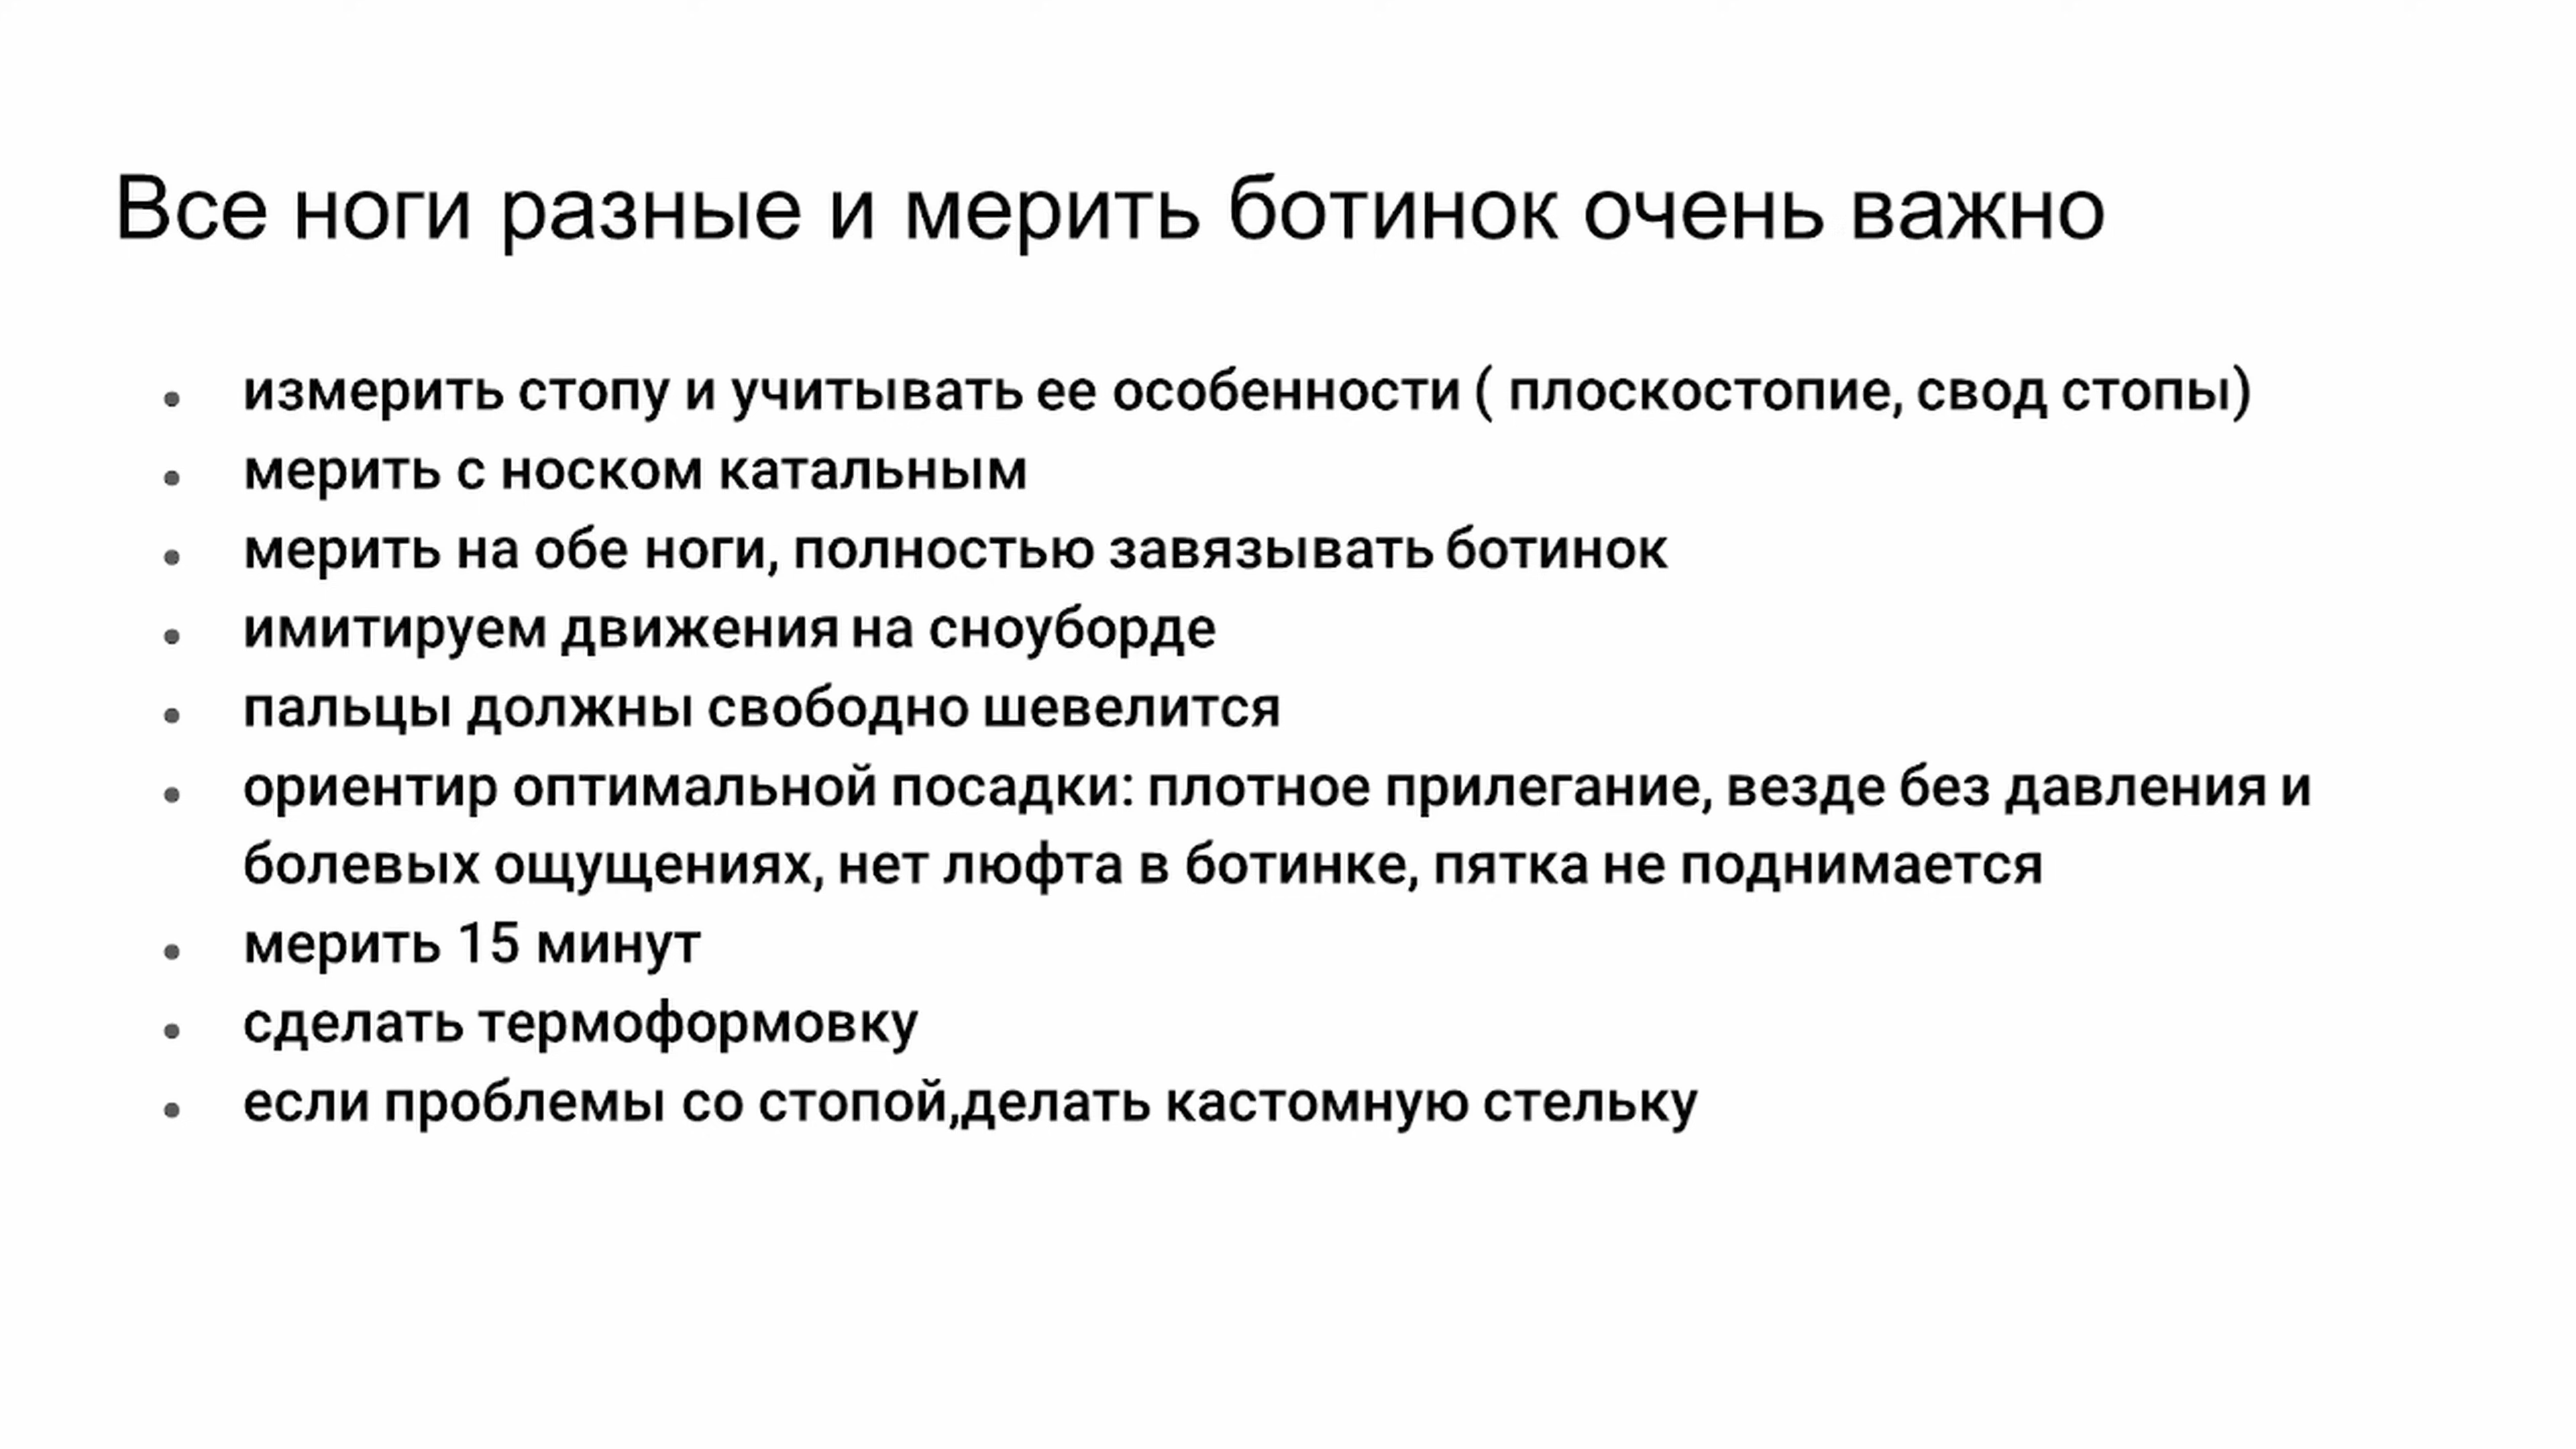 Все ноги разные и мерить ботинок очень важно
• измерить стопу и учитывать ее особенности ( плоскостопие, свод стопы)
• мерить с носком катальным
• мерить на обе ноги, полностью завязывать ботинок
• имитируем движения на сноуборде
• пальцы должны свободно шевелится
• ориентир оптимальной посадки: плотное прилегание, везде без давления и
болевых ощущениях, нет люфта в ботинке, пятка не поднимается
• мерить 15 минут
• сделать термоформовку
• если проблемы со стопой,делать кастомную стельку